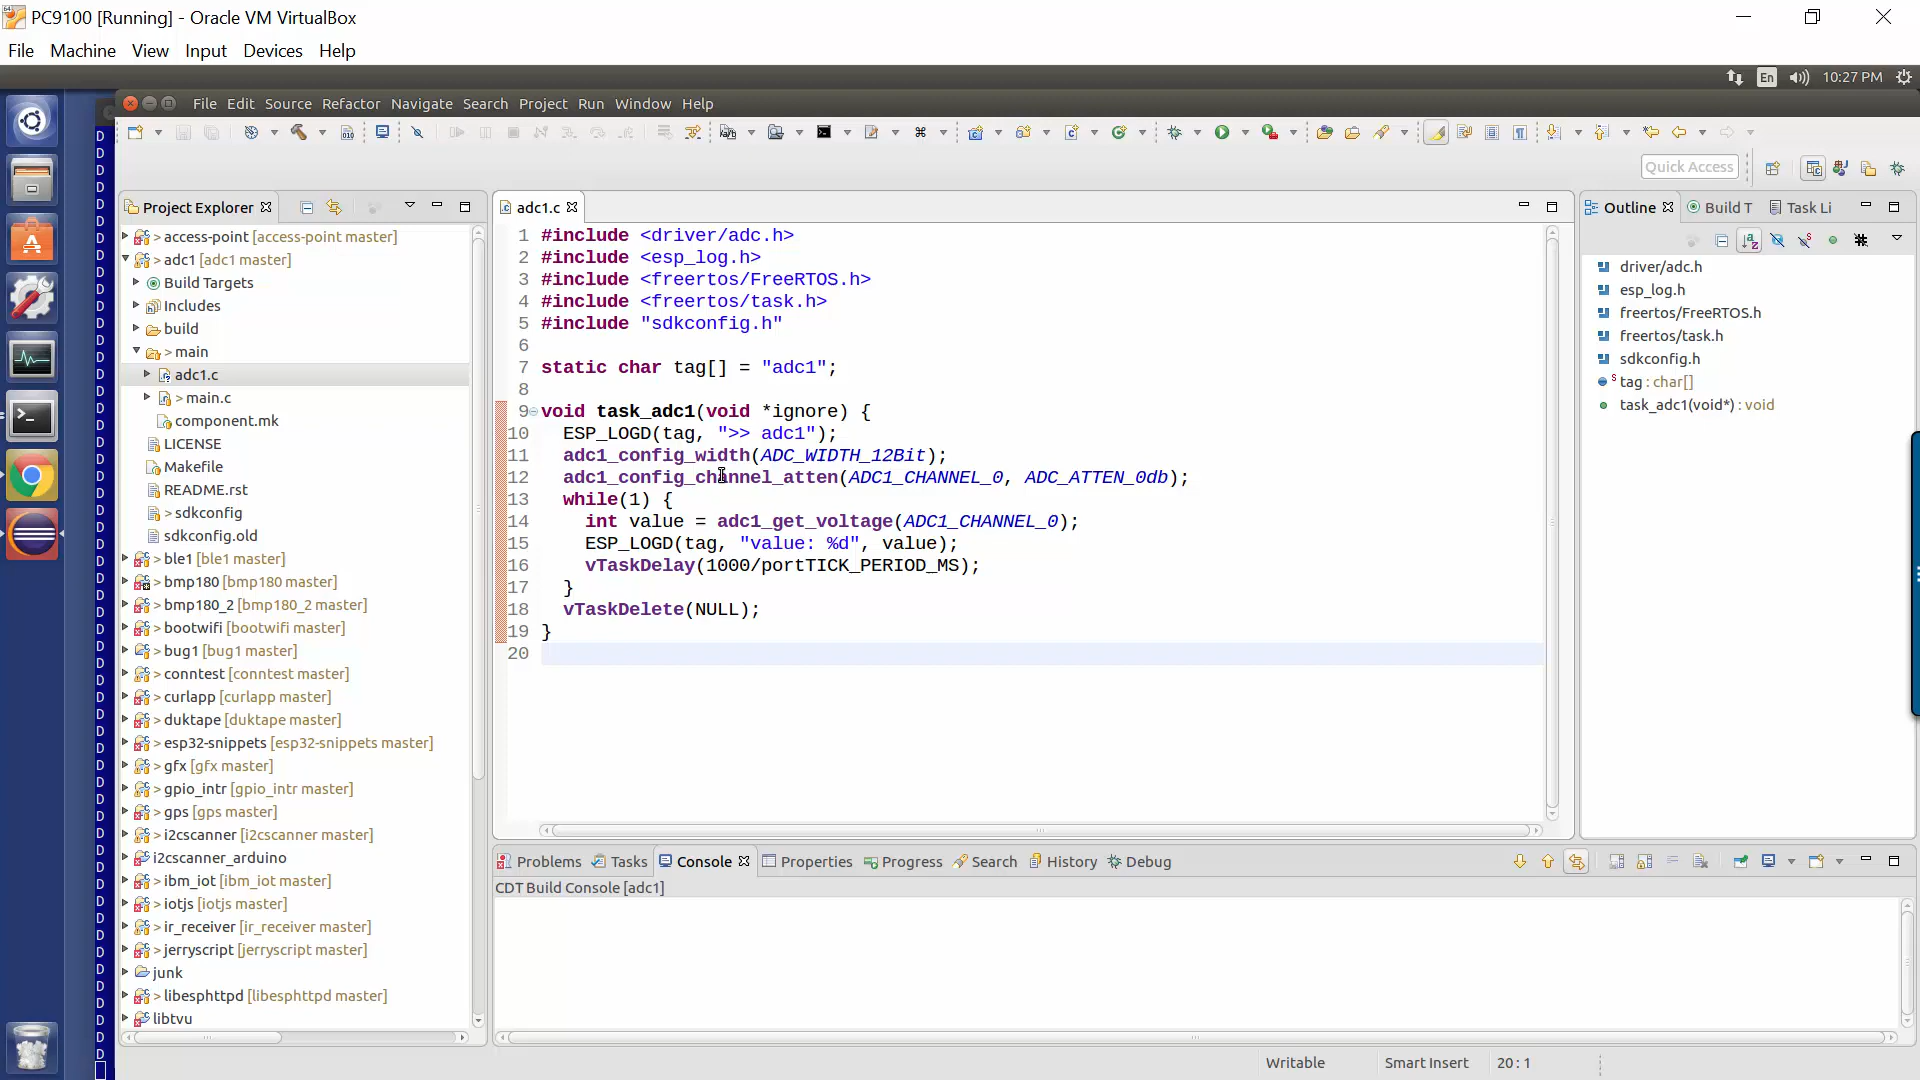 PC9100 [Running] - Oracle VM VirtualBox
File Machine View Input Devices Help
En 10:27 PM
File Edit Source Refactor Navigate Search Project Run Window Help
Quick Access
Project Explorer
> access-point [access-point master]
> adc1 [adc1 master]
Build Targets
Includes
build
> main
adc1.c
> main.c
component.mk
LICENSE
Makefile
README.rst
> sdkconfig
sdkconfig.old
> ble1 [ble1 master]
> bmp180 [bmp180 master]
> bmp180_2 [bmp180_2 master]
> bootwifi [bootwifi master]
> bug1 [bug1 master]
> conntest [conntest master]
> curlapp [curlapp master]
> duktape [duktape master]
> esp32-snippets [esp32-snippets master]
> gfx [gfx master]
> gpio_intr [gpio_intr master]
> gps [gps master]
> i2cscanner [i2cscanner master]
i2cscanner_arduino
> ibm_iot [ibm_iot master]
> iotjs [iotjs master]
> ir_receiver [ir_receiver master]
> jerryscript [jerryscript master]
junk
> libesphttpd [libesphttpd master]
libtvu
adc1.c
1 #include <driver/adc.h>
2 #include <esp_log.h>
3 #include <freertos/FreeRTOS.h>
4 #include <freertos/task.h>
5 #include "sdkconfig.h"
6
7 static char tag[] = "adc1";
8
9 void task_adc1(void *ignore) {
10 ESP_LOGD(tag, ">> adc1");
11 adc1_config_width(ADC_WIDTH_12Bit);
12 adc1_config_channel_atten(ADC1_CHANNEL_0, ADC_ATTEN_0db);
13 while(1) {
14 int value = adc1_get_voltage(ADC1_CHANNEL_0);
15 ESP_LOGD(tag, "value: %d", value);
16 vTaskDelay(1000/portTICK_PERIOD_MS);
17 }
18 vTaskDelete(NULL);
19 }
20
Outline Build T Task Li
driver/adc.h
esp_log.h
freertos/FreeRTOS.h
freertos/task.h
sdkconfig.h
tag : char[]
task_adc1(void*) : void
Problems Tasks Console Properties Progress Search History Debug
CDT Build Console [adc1]
Writable Smart Insert 20 : 1